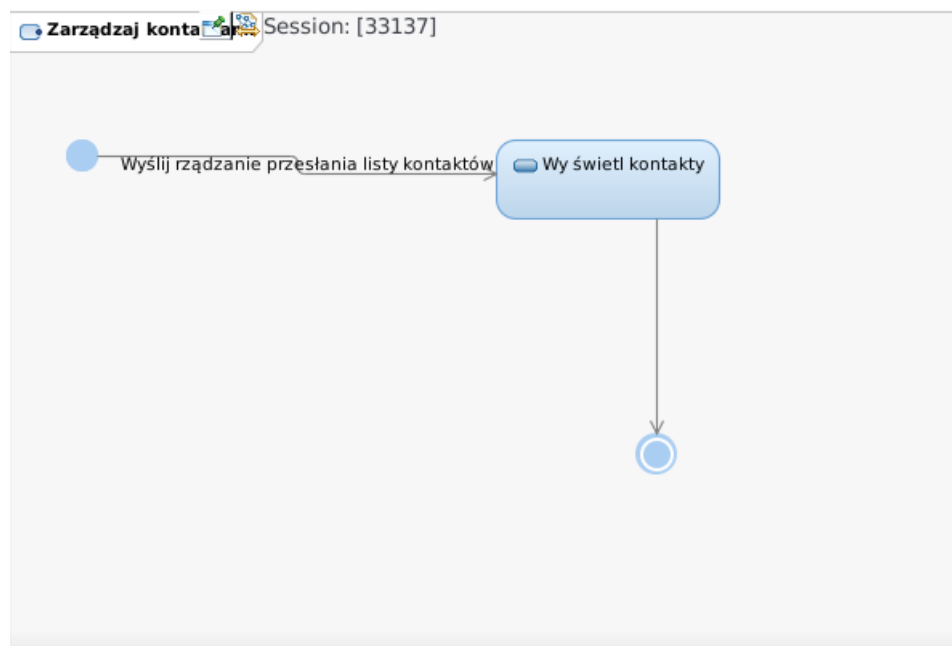 Zarządzaj konta
Session: [33137]
Wyślij rządzanie przesłania listy kontaktów
Wy świetl kontakty